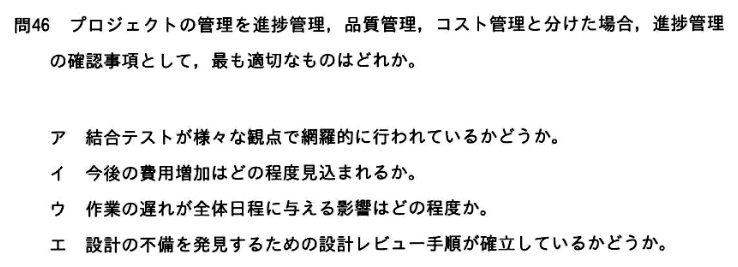 問46 プロジェクトの管理を進捗管理，品質管理，コスト管理と分けた場合，進捗管理
の確認事項として，最も適切なものはどれか。
ア 結合テストが様々な観点で網羅的に行われているかどうか。
イ 今後の費用増加はどの程度見込まれるか。
ウ 作業の遅れが全体日程に与える影響はどの程度か。
エ 設計の不備を発見するための設計レビュー手順が確立しているかどうか。